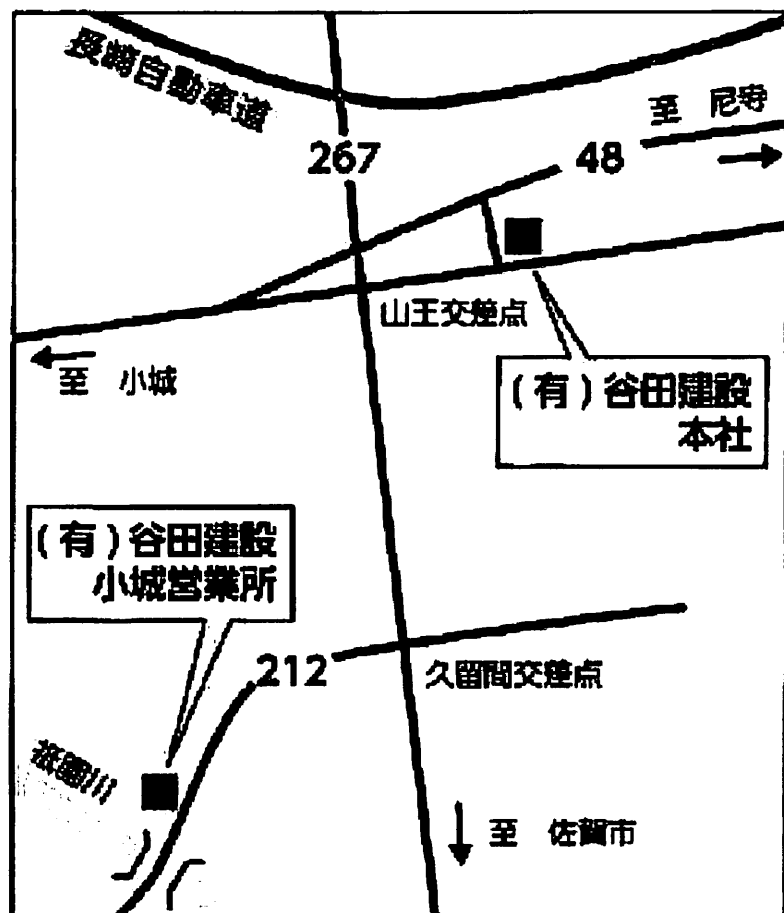 長崎自動車道
至 尼寺
267
48
山王交差点
至 小城
(有)谷田建設
本社
(有)谷田建設
小城営業所
212
久留間交差点
祇園川
至 佐賀市